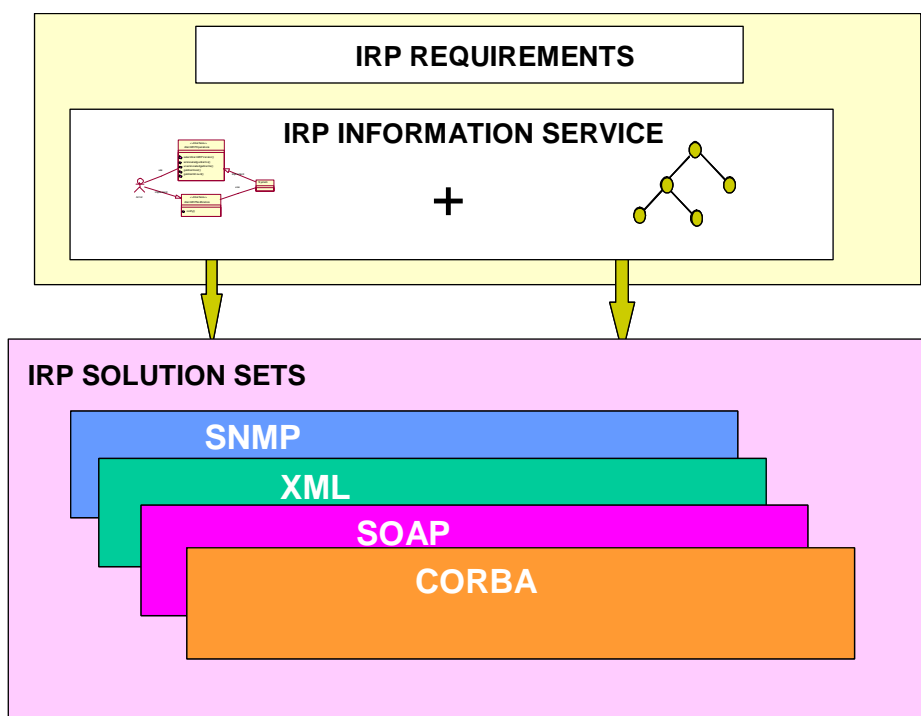 IRP REQUIREMENTS
IRP INFORMATION SERVICE
+
IRP SOLUTION SETS
SNMP
XML
SOAP
CORBA